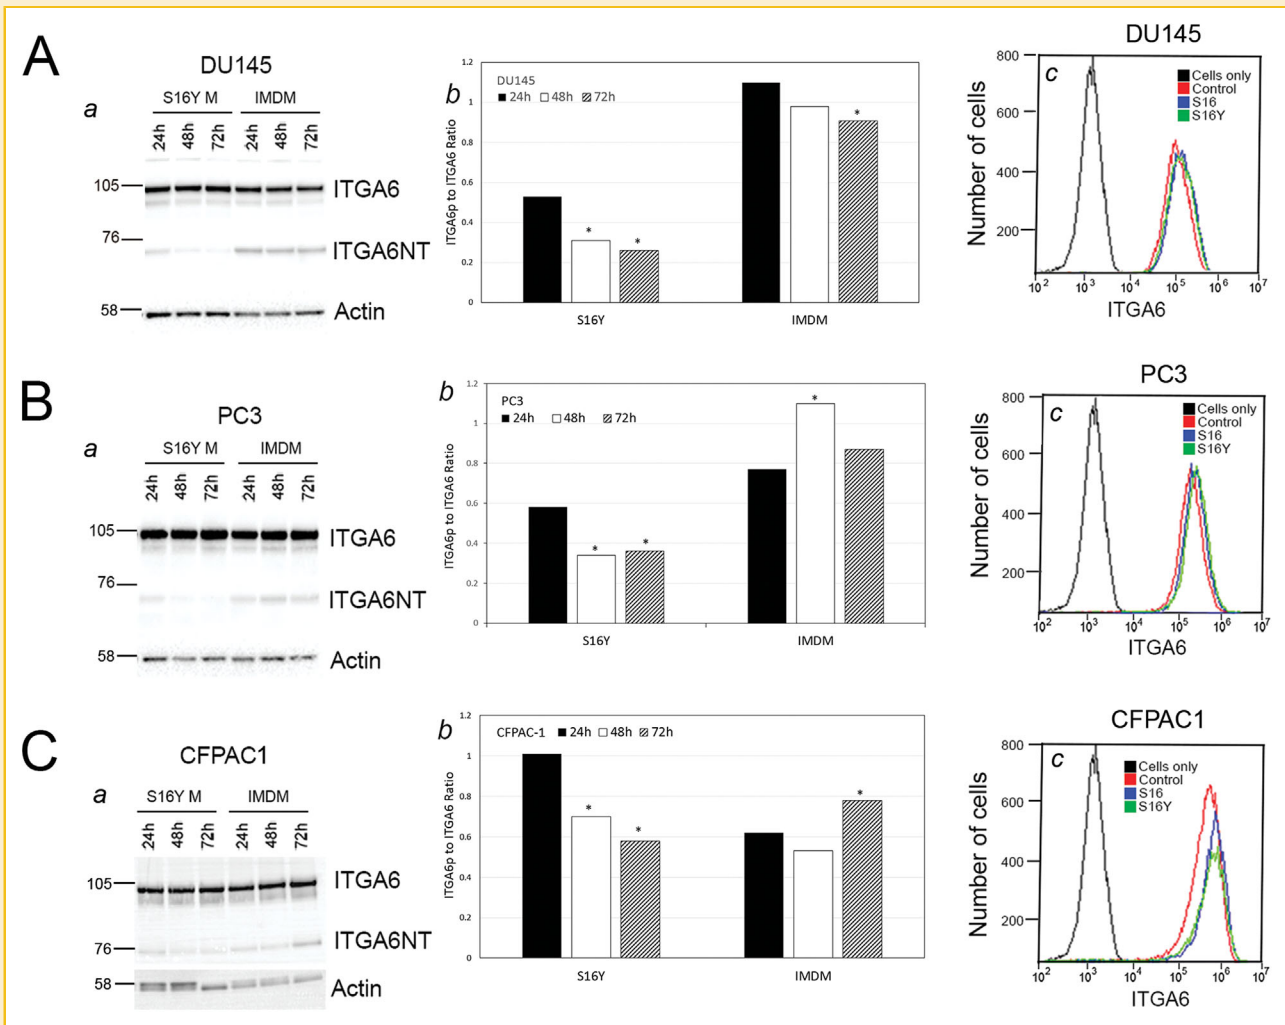 A
DU145
a
S16Y M IMDM
24h 48h 72h 24h 48h 72h
105 ITGA6
76 ITGA6NT
58 Actin
b
DU145
24h 48h 72h
ITGA6p to ITGA6 Ratio
1.2
1
0.8
0.6
0.4
0.2
0
* * *
S16Y IMDM
DU145
c
Cells only
Control
S16
S16Y
Number of cells
800
600
400
200
10² 10³ 10⁴ 10⁵ 10⁶ 10⁷
ITGA6
B
PC3
a
S16Y M IMDM
24h 48h 72h 24h 48h 72h
105 ITGA6
76 ITGA6NT
58 Actin
b
PC3
24h 48h 72h
ITGA6p to ITGA6 Ratio
1.2
1
0.8
0.6
0.4
0.2
0
* * *
S16Y IMDM
PC3
c
Cells only
Control
S16
S16Y
Number of cells
800
600
400
200
10² 10³ 10⁴ 10⁵ 10⁶ 10⁷
ITGA6
C
CFPAC1
a
S16Y M IMDM
24h 48h 72h 24h 48h 72h
105 ITGA6
76 ITGA6NT
58 Actin
b
CFPAC-1 24h 48h 72h
ITGA6p to ITGA6 Ratio
1.2
1
0.8
0.6
0.4
0.2
0
* * *
S16Y IMDM
CFPAC1
c
Cells only
Control
S16
S16Y
Number of cells
800
600
400
200
10² 10³ 10⁴ 10⁵ 10⁶ 10⁷
ITGA6